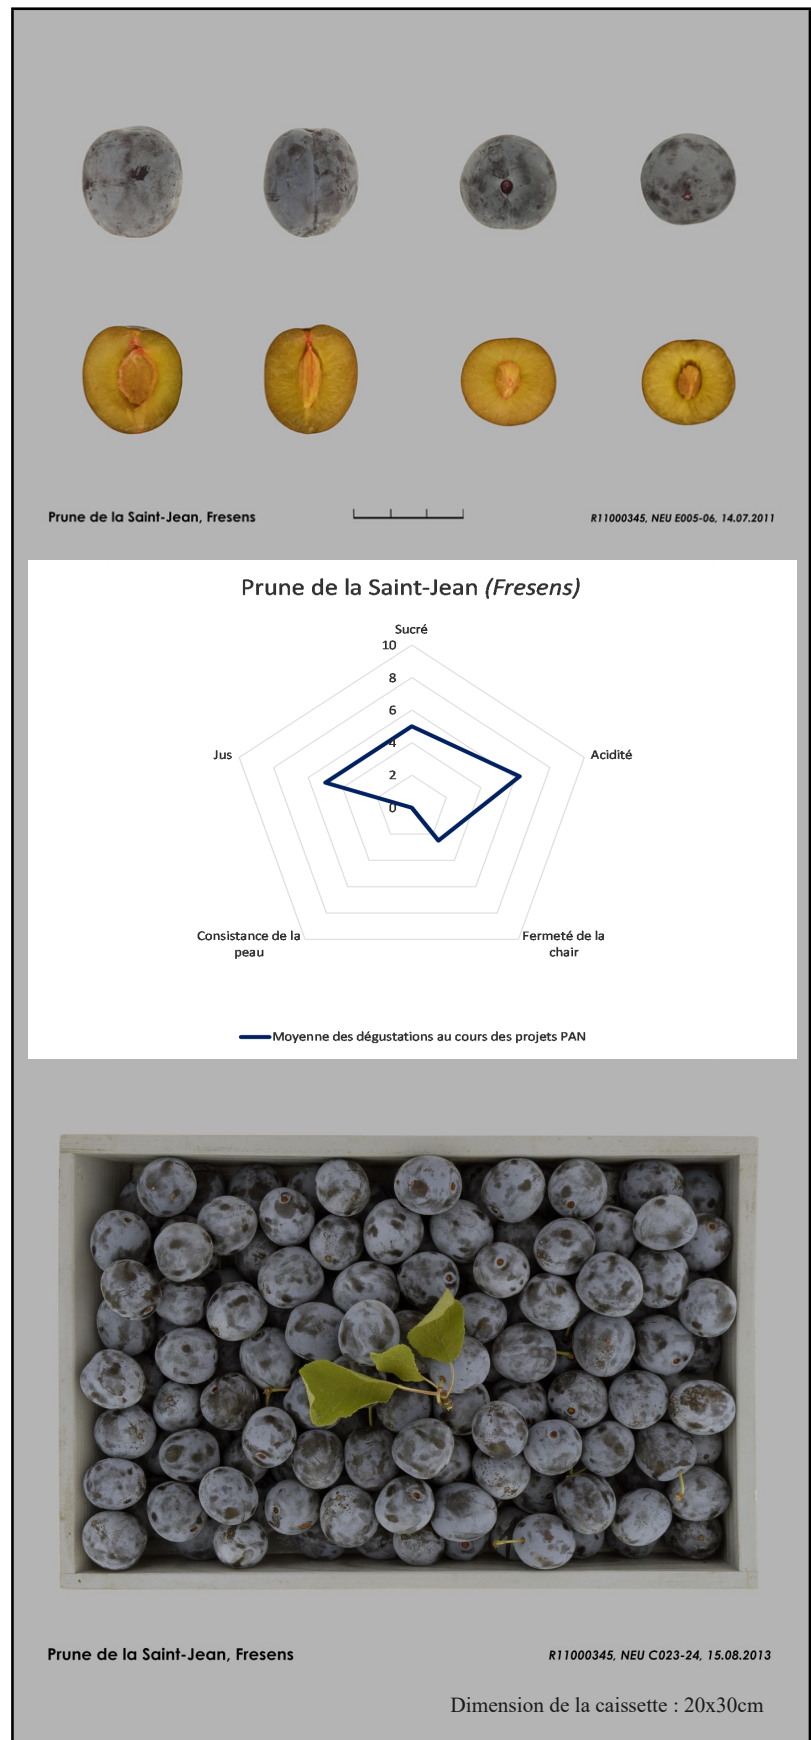 Prune de la Saint-Jean, Fresens
R11000345, NEU E005-06, 14.07.2011
Prune de la Saint-Jean (Fresens)
Sucré
10
8
6
4
2
0
Jus
Acidité
Consistance de la
peau
Fermeté de la
chair
Moyenne des dégustations au cours des projets PAN
Prune de la Saint-Jean, Fresens
R11000345, NEU C023-24, 15.08.2013
Dimension de la caissette : 20x30cm